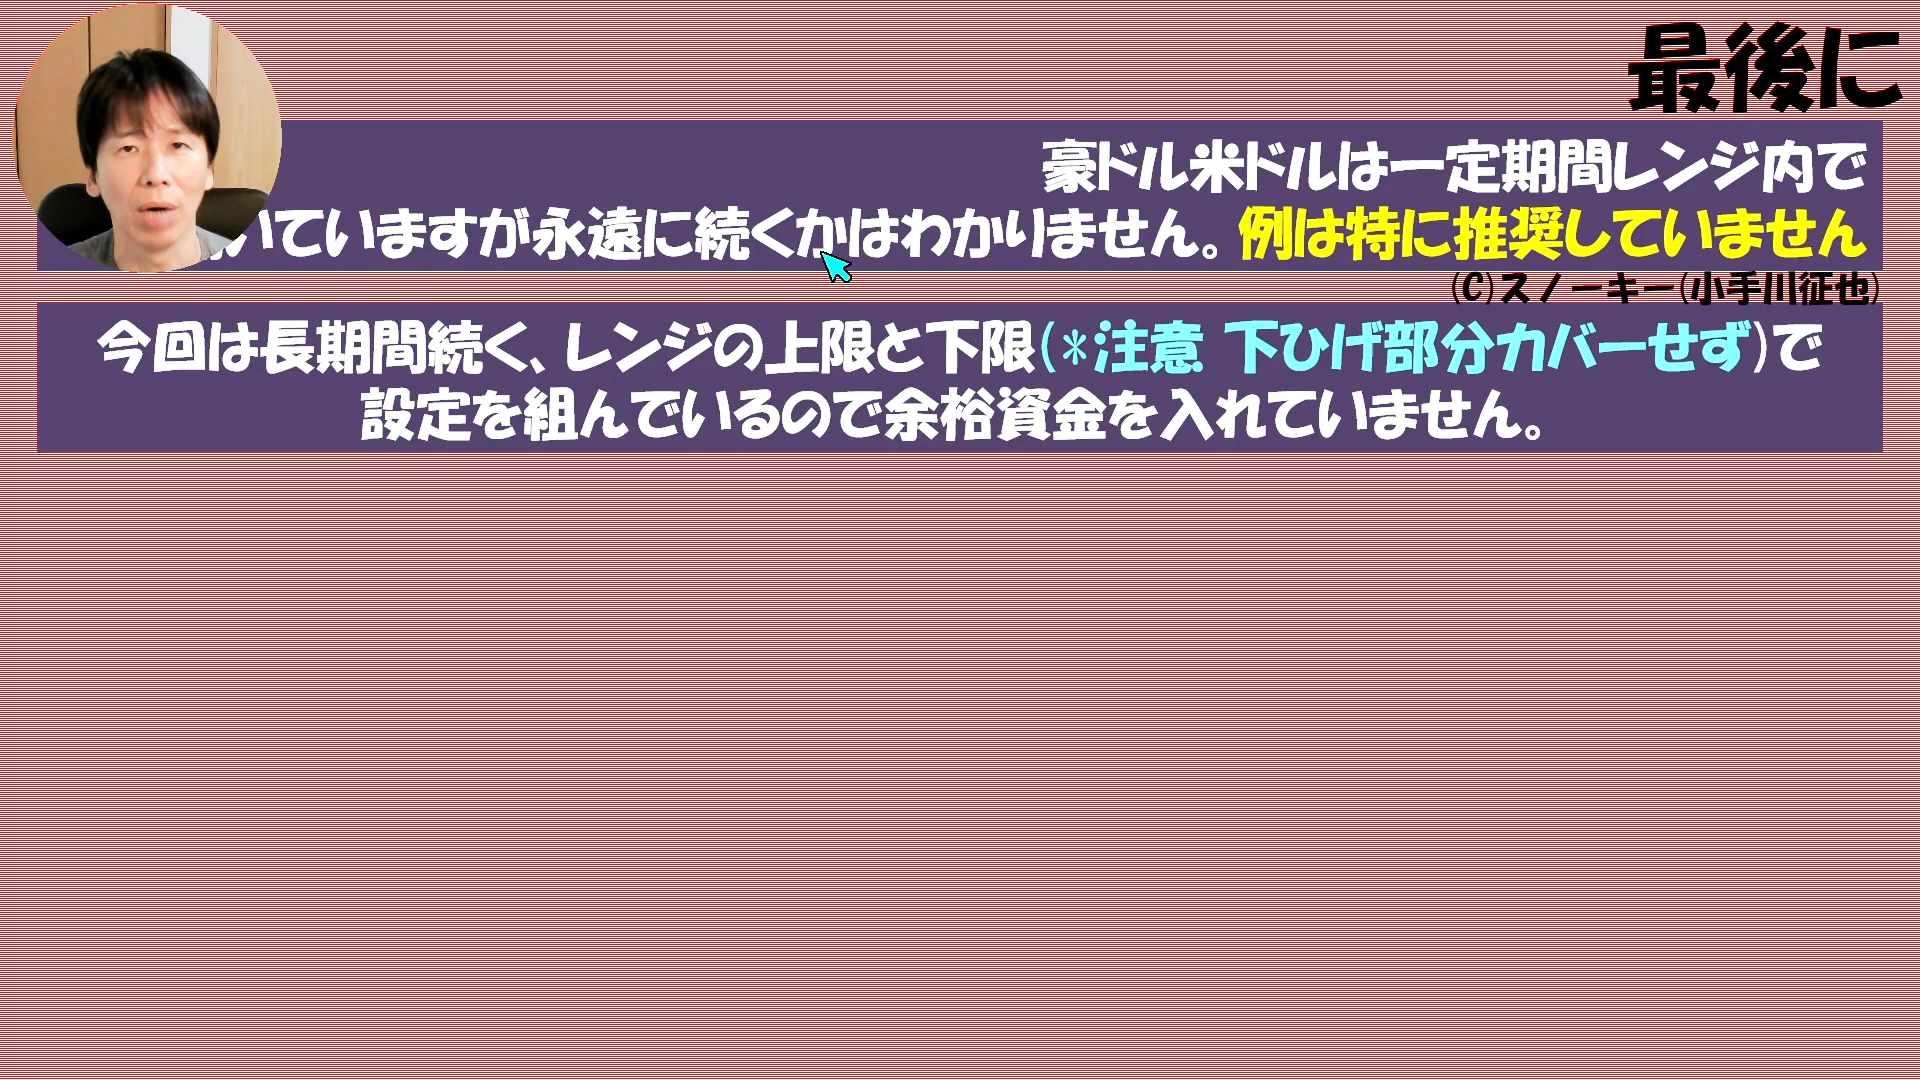 最後に
豪ドル米ドルは一定期間レンジ内で
いていますが永遠に続くかはわかりません。例は特に推奨していません
(C)スノーキー(小手川征也)
今回は長期間続く、レンジの上限と下限(*注意 下ひげ部分カバーせず)で
設定を組んでいるので余裕資金を入れていません。